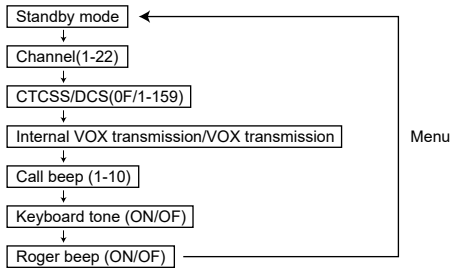 Standby mode
Channel(1-22)
CTCSS/DCS(0F/1-159)
Internal VOX transmission/VOX transmission
Menu
Call beep (1-10)
Keyboard tone (ON/OF)
Roger beep (ON/OF)